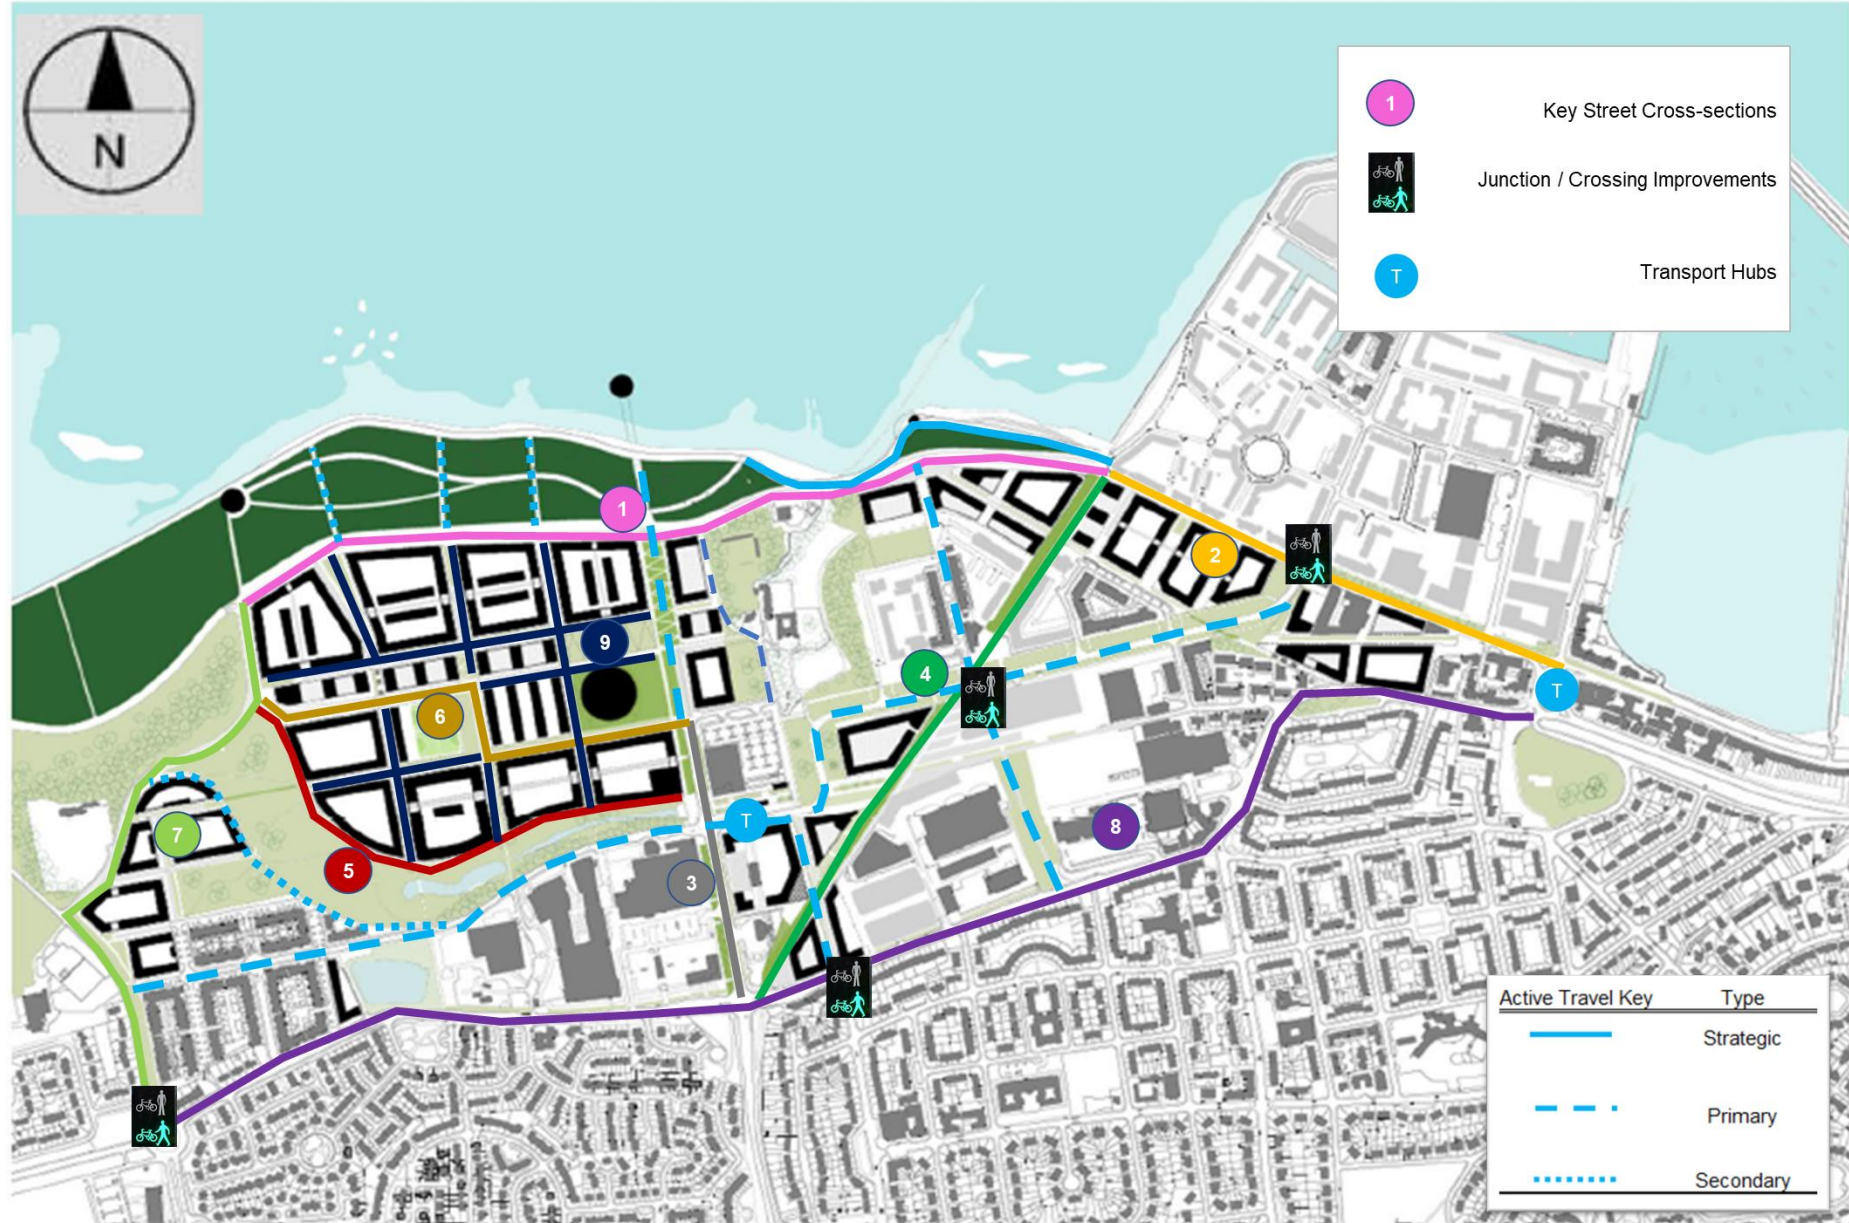 N
1
Key Street Cross-sections
Junction / Crossing Improvements
T
Transport Hubs
1
2
9
4
6
T
7
T
8
5
3
Active Travel Key Type
Strategic
Primary
Secondary